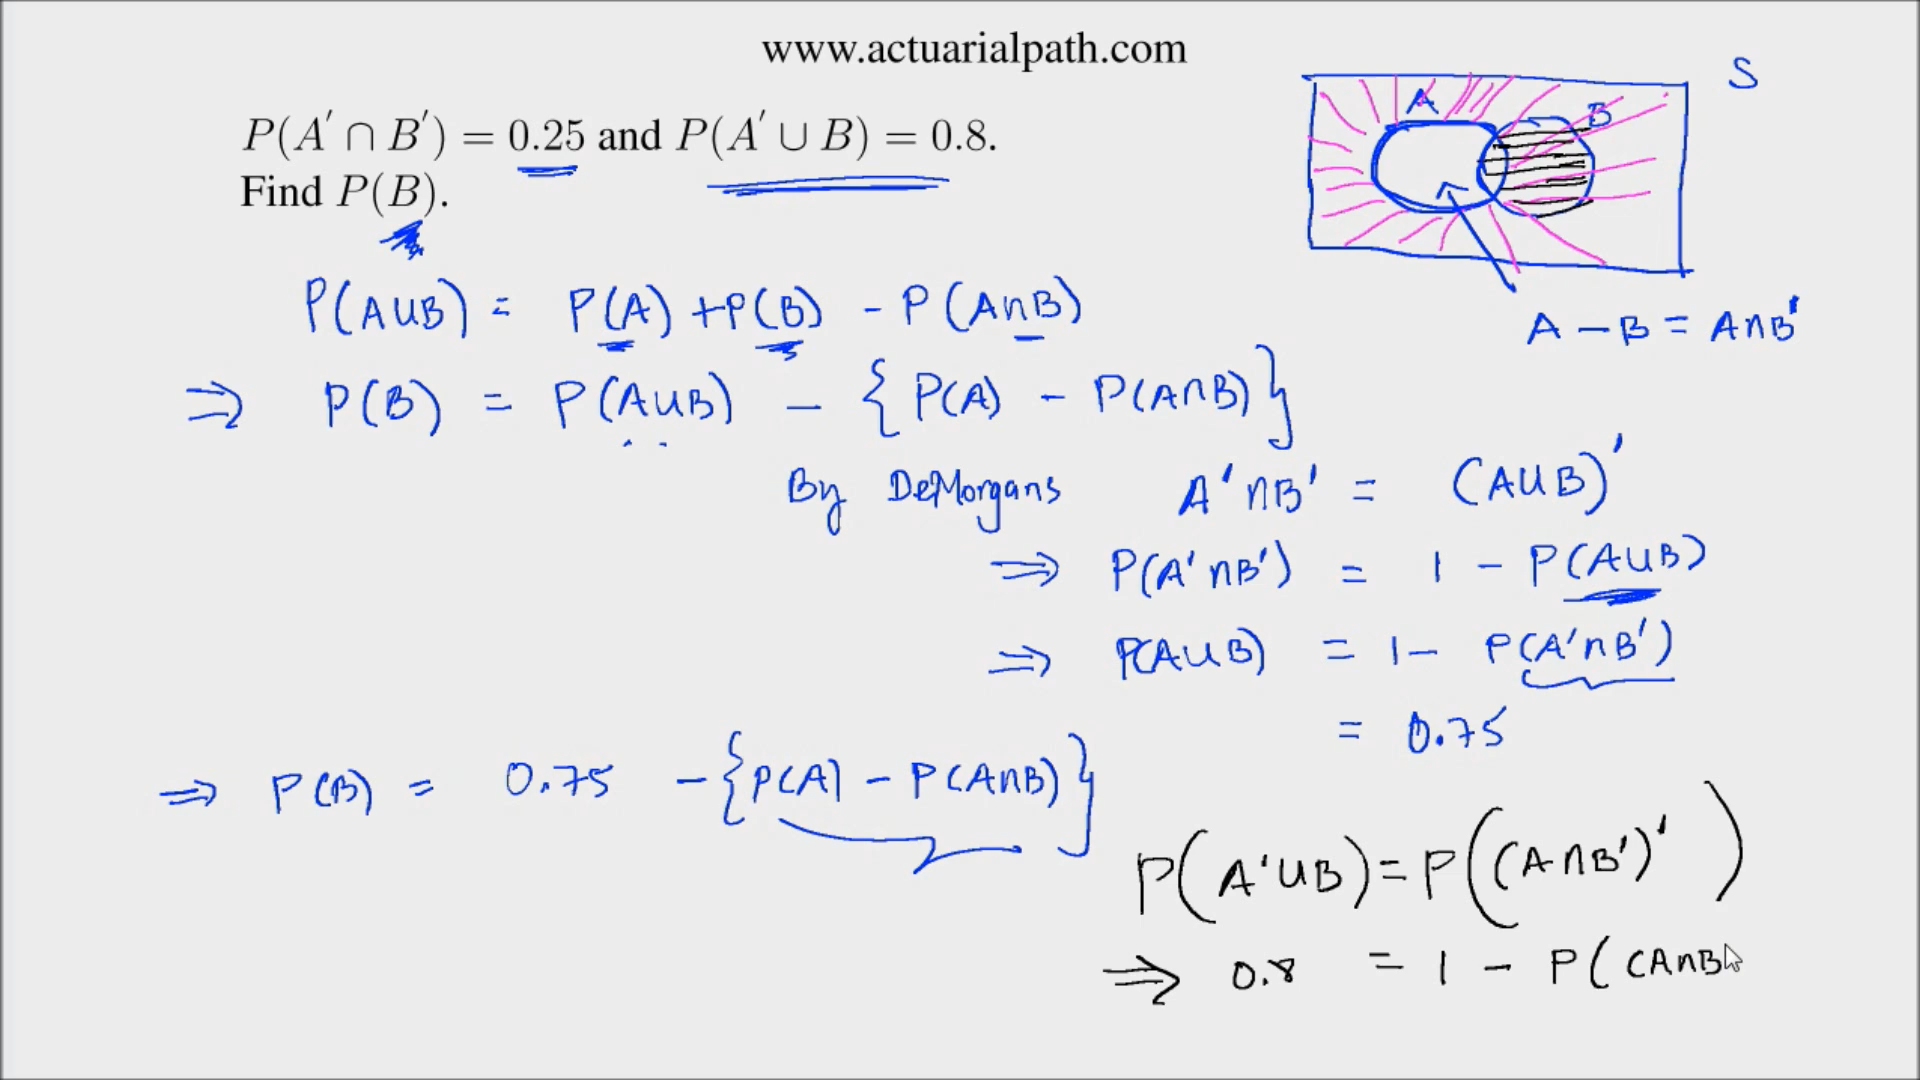 www.actuarialpath.com
P(A′ ∩ B′) = 0.25 and P(A′ ∪ B) = 0.8.
Find P(B).
S
A
B
A − B = A∩B'
P(A∪B) = P(A) + P(B) − P(A∩B)
⇒ P(B) = P(A∪B) − {P(A) − P(A∩B)}
By DeMorgans A'∩B' = (A∪B)'
⇒ P(A'∩B') = 1 − P(A∪B)
⇒ P(A∪B) = 1 − P(A'∩B')
= 0.75
⇒ P(B) = 0.75 − {P(A) − P(A∩B)}
P(A'∪B) = P((A∩B')')
⇒ 0.8 = 1 − P((A∩B